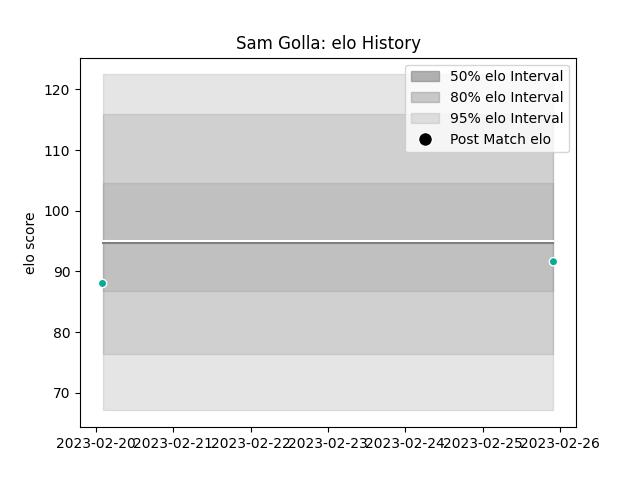 Sam Golla: elo History
50% elo Interval
80% elo Interval
95% elo Interval
Post Match elo
elo score
120
110
100
90
80
70
2023-02-20 2023-02-21 2023-02-22 2023-02-23 2023-02-24 2023-02-25 2023-02-26